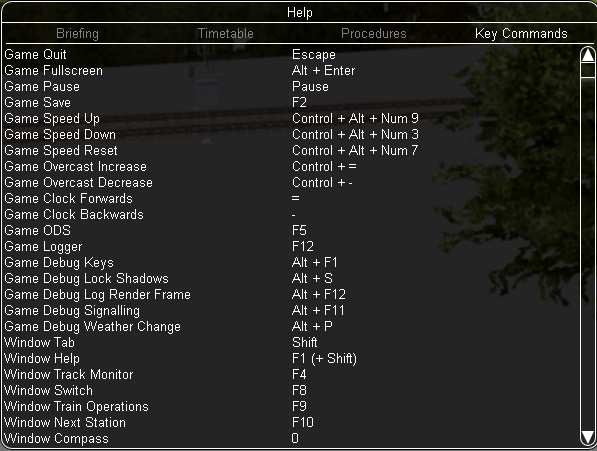 Help
Briefing Timetable Procedures Key Commands
Game Quit Escape
Game Fullscreen Alt + Enter
Game Pause Pause
Game Save F2
Game Speed Up Control + Alt + Num 9
Game Speed Down Control + Alt + Num 3
Game Speed Reset Control + Alt + Num 7
Game Overcast Increase Control + =
Game Overcast Decrease Control + -
Game Clock Forwards =
Game Clock Backwards -
Game ODS F5
Game Logger F12
Game Debug Keys Alt + F1
Game Debug Lock Shadows Alt + S
Game Debug Log Render Frame Alt + F12
Game Debug Signalling Alt + F11
Game Debug Weather Change Alt + P
Window Tab Shift
Window Help F1 (+ Shift)
Window Track Monitor F4
Window Switch F8
Window Train Operations F9
Window Next Station F10
Window Compass 0